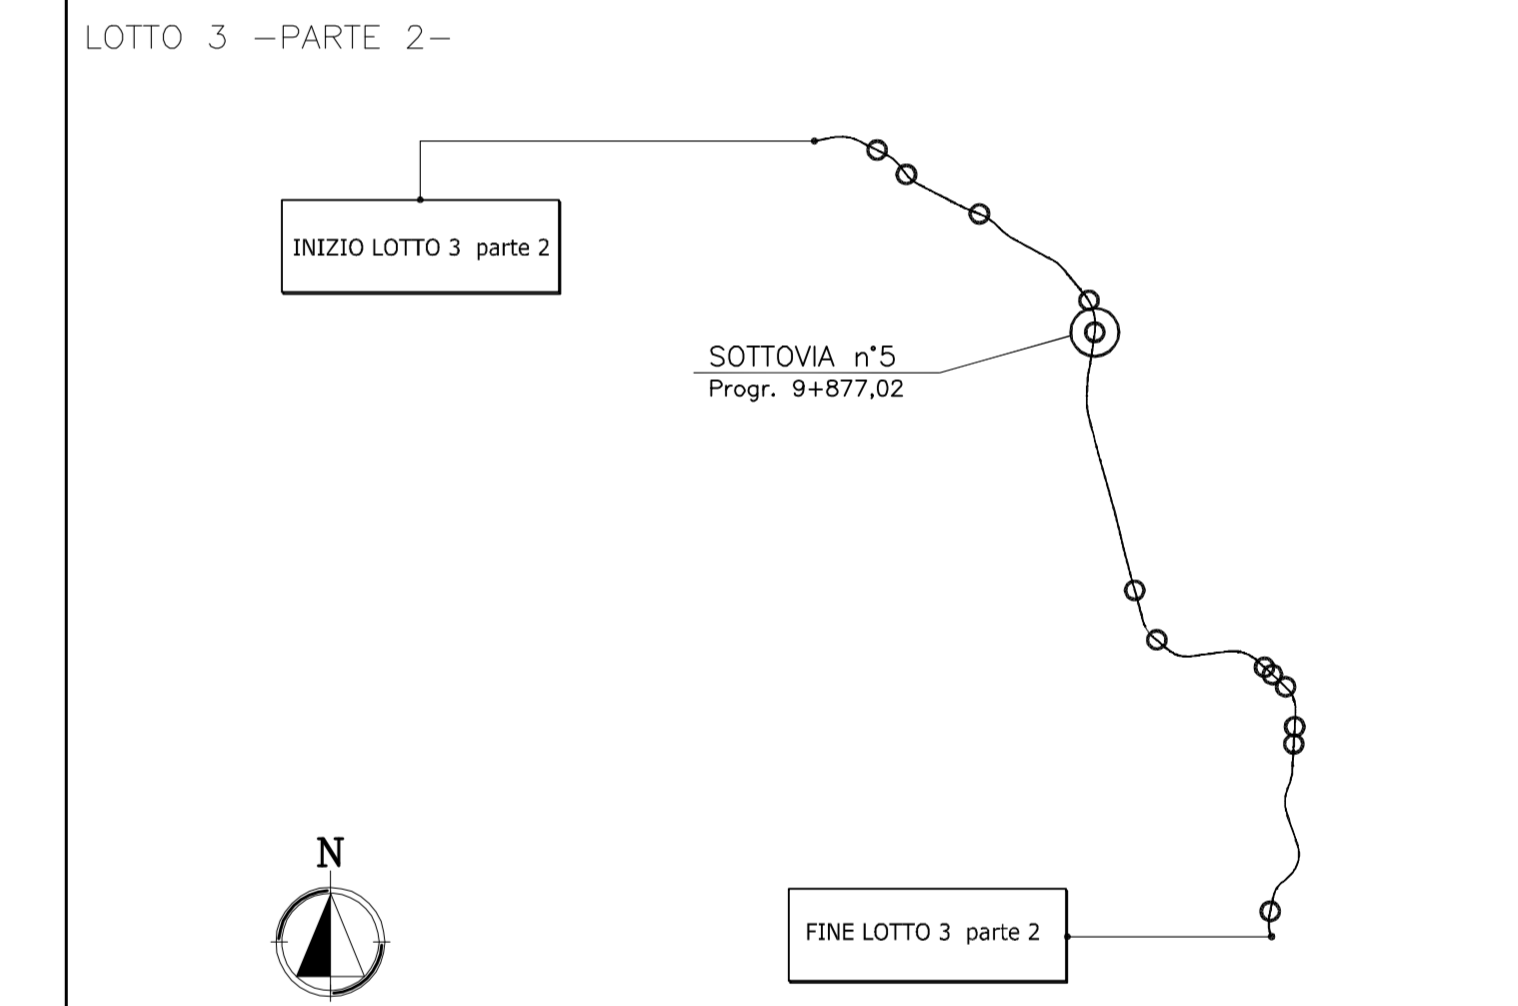 LOTTO 3 -PARTE 2-
INIZIO LOTTO 3 parte 2
SOTTOVIA n°5
Progr. 9+877,02
N
FINE LOTTO 3 parte 2